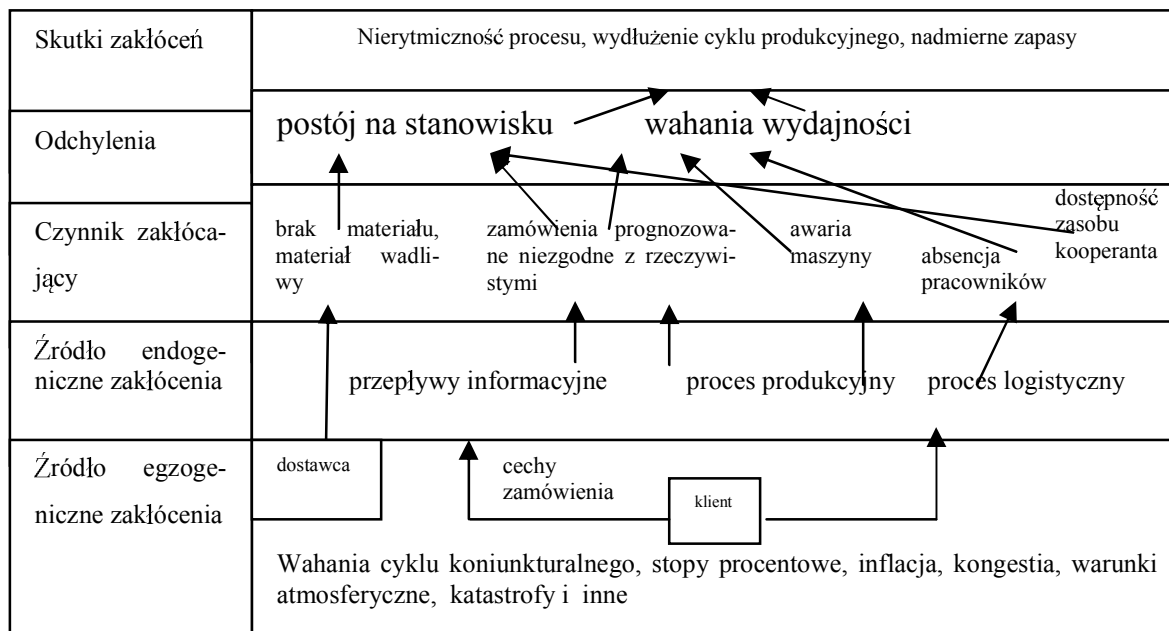 Skutki zakłóceń
Nierytmiczność procesu, wydłużenie cyklu produkcyjnego, nadmierne zapasy
Odchylenia
postój na stanowisku
wahania wydajności
Czynnik zakłóca-
jący
brak materiału,
materiał wadli-
wy
zamówienia prognozowa-
ne niezgodne z rzeczywi-
stymi
awaria
maszyny
absencja
pracowników
dostępność
zasobu
kooperanta
Źródło endoge-
niczne zakłócenia
przepływy informacyjne
proces produkcyjny
proces logistyczny
Źródło egzoge-
niczne zakłócenia
dostawca
cechy
zamówienia
klient
Wahania cyklu koniunkturalnego, stopy procentowe, inflacja, kongestia, warunki
atmosferyczne, katastrofy i inne